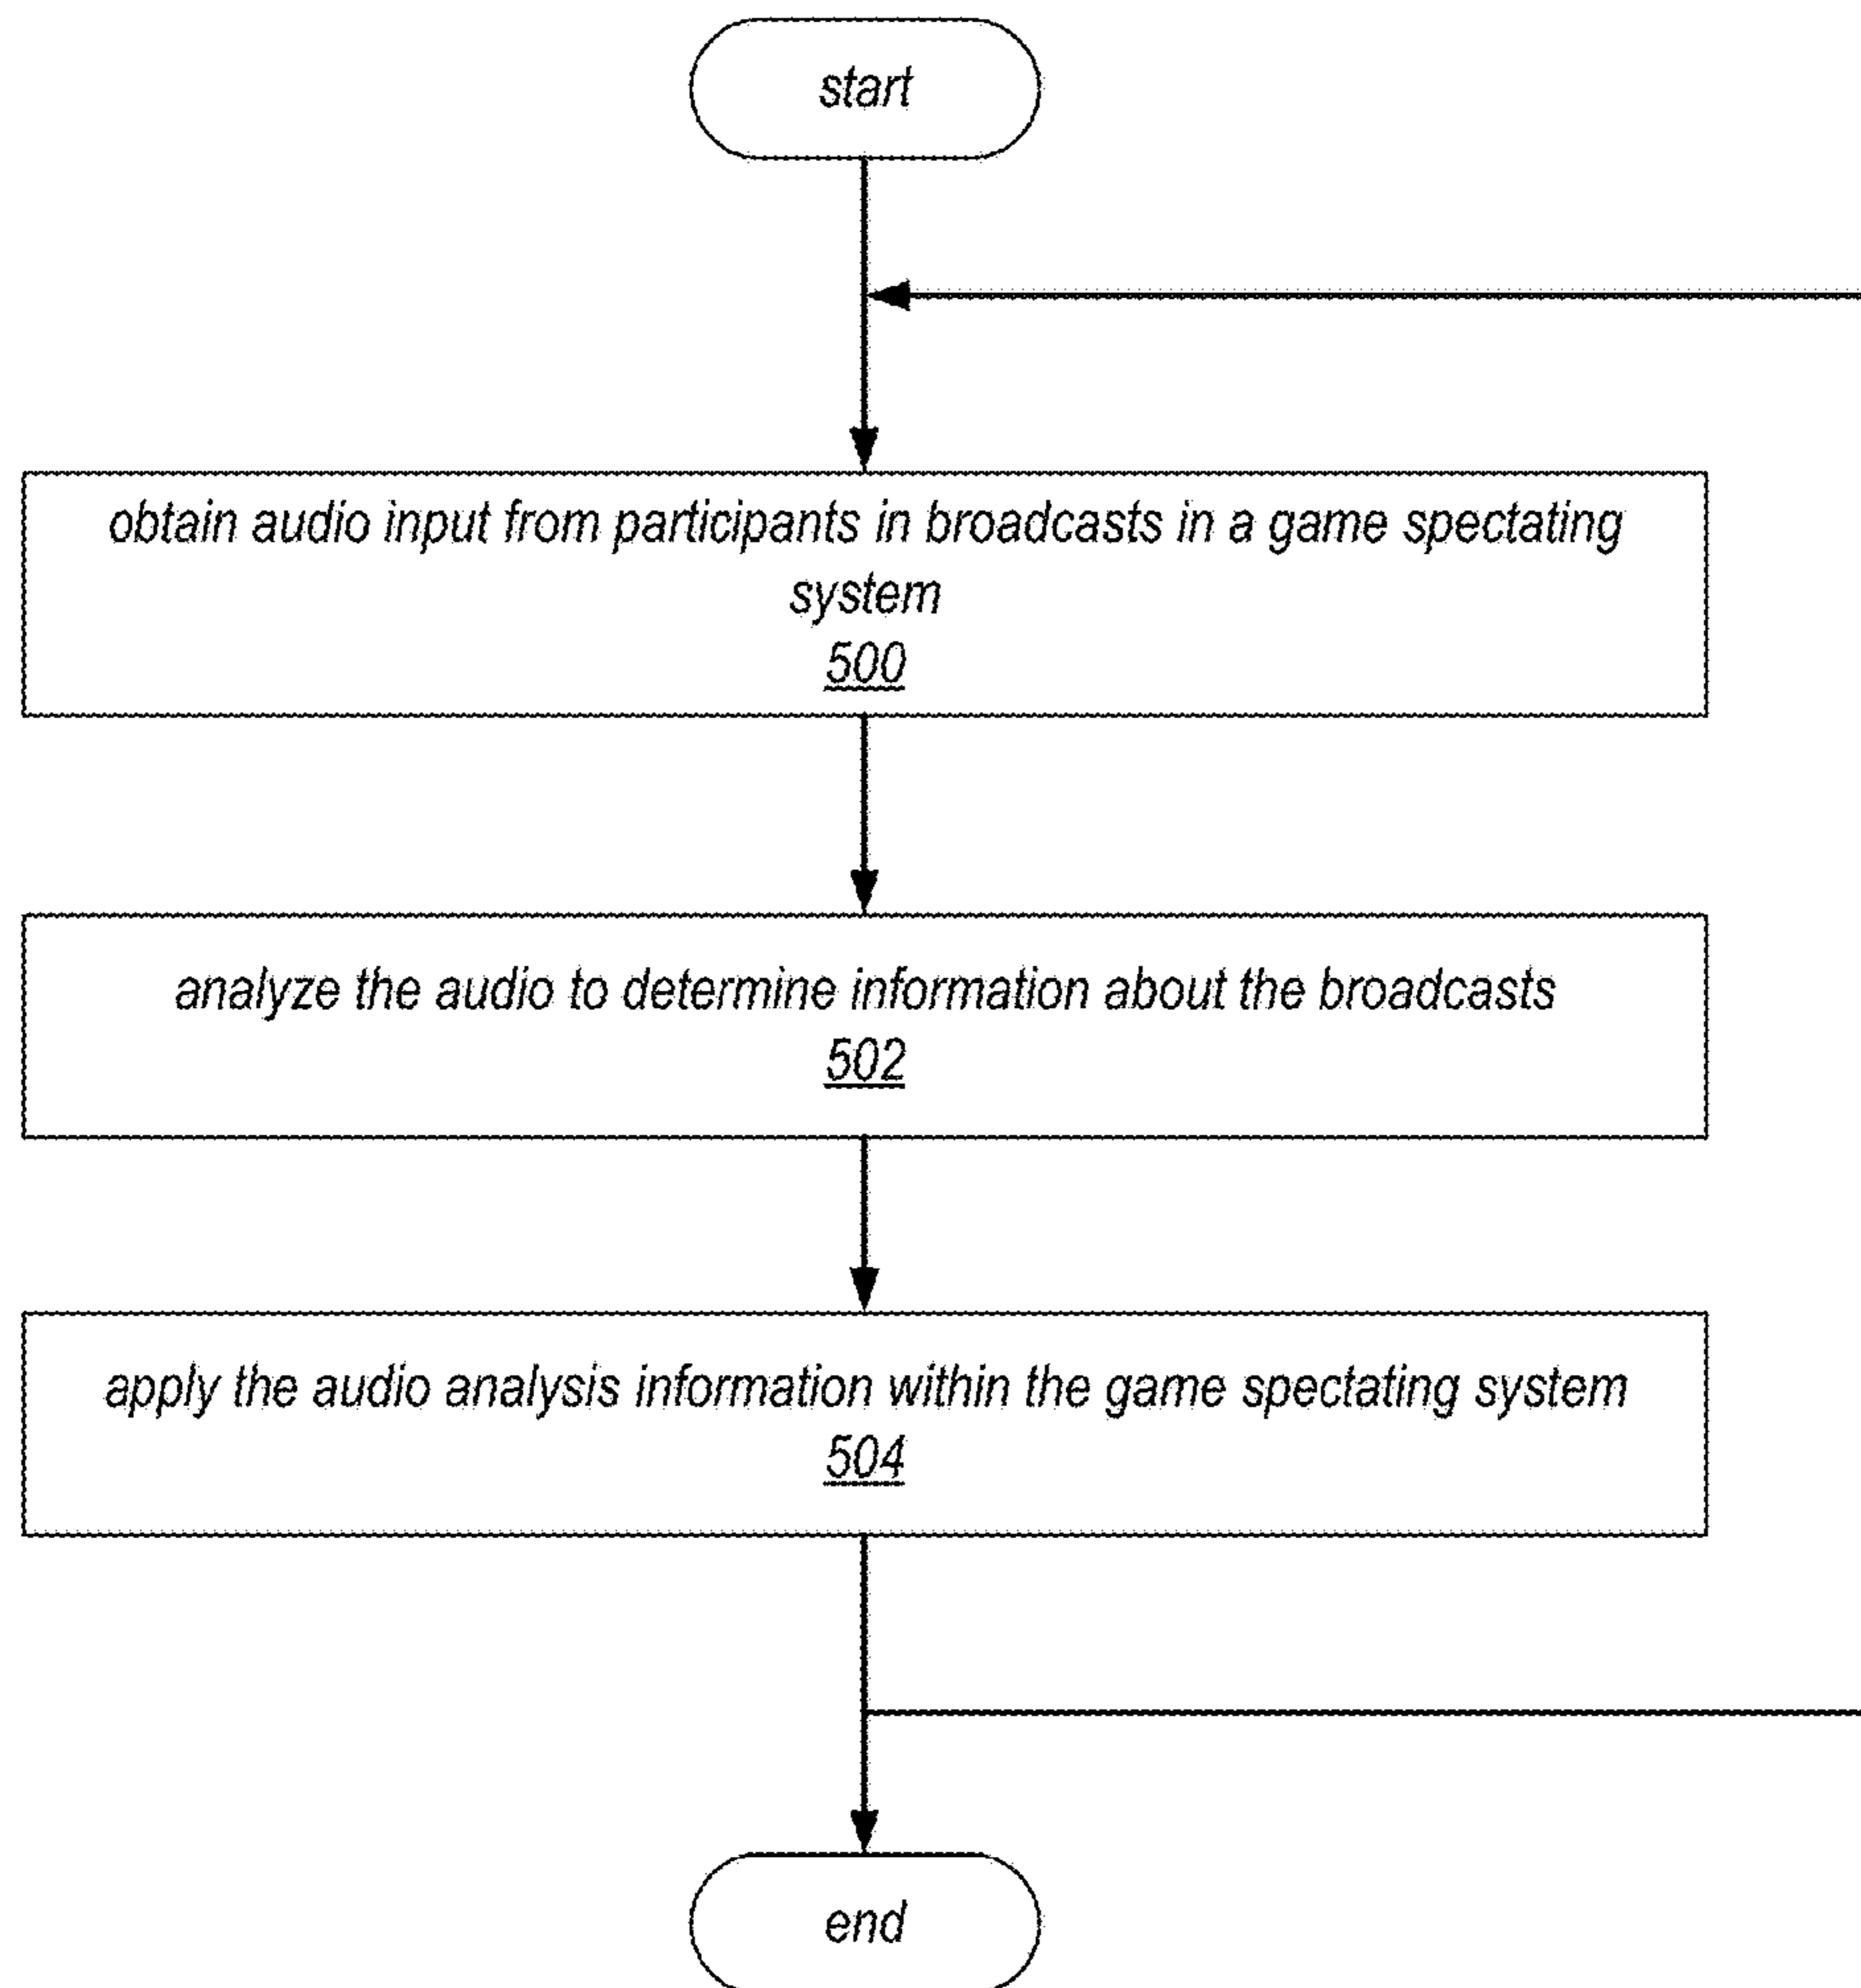 start
obtain audio input from participants in broadcasts in a game spectating
system
500
analyze the audio to determine information about the broadcasts
502
apply the audio analysis information within the game spectating system
504
end